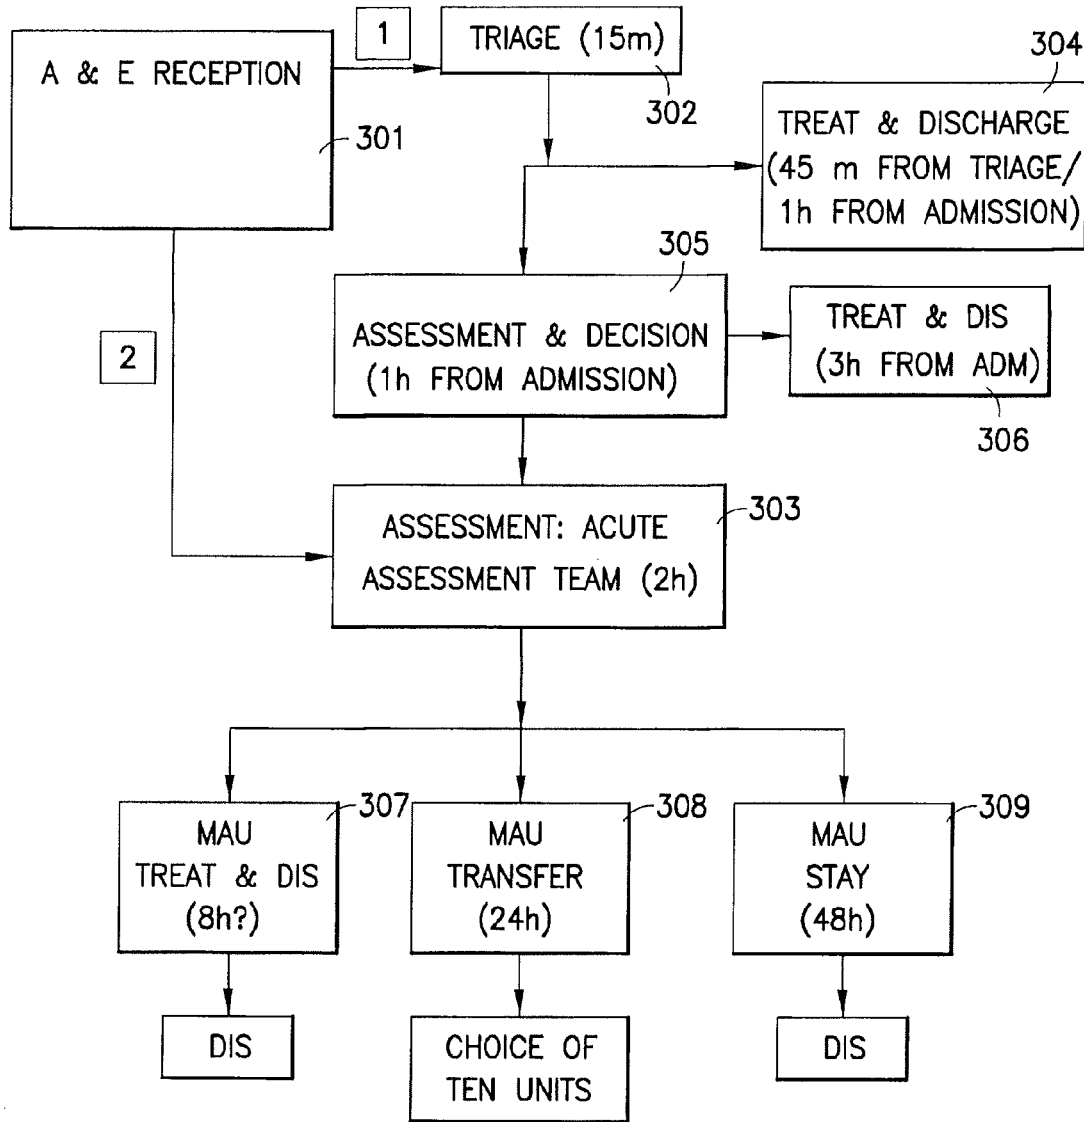 1
A & E RECEPTION
301
TRIAGE (15m)
302
304
TREAT & DISCHARGE
(45 m FROM TRIAGE/
1h FROM ADMISSION)
305
ASSESSMENT & DECISION
(1h FROM ADMISSION)
TREAT & DIS
(3h FROM ADM)
306
2
303
ASSESSMENT: ACUTE
ASSESSMENT TEAM (2h)
307
MAU
TREAT & DIS
(8h?)
308
MAU
TRANSFER
(24h)
309
MAU
STAY
(48h)
DIS
CHOICE OF
TEN UNITS
DIS